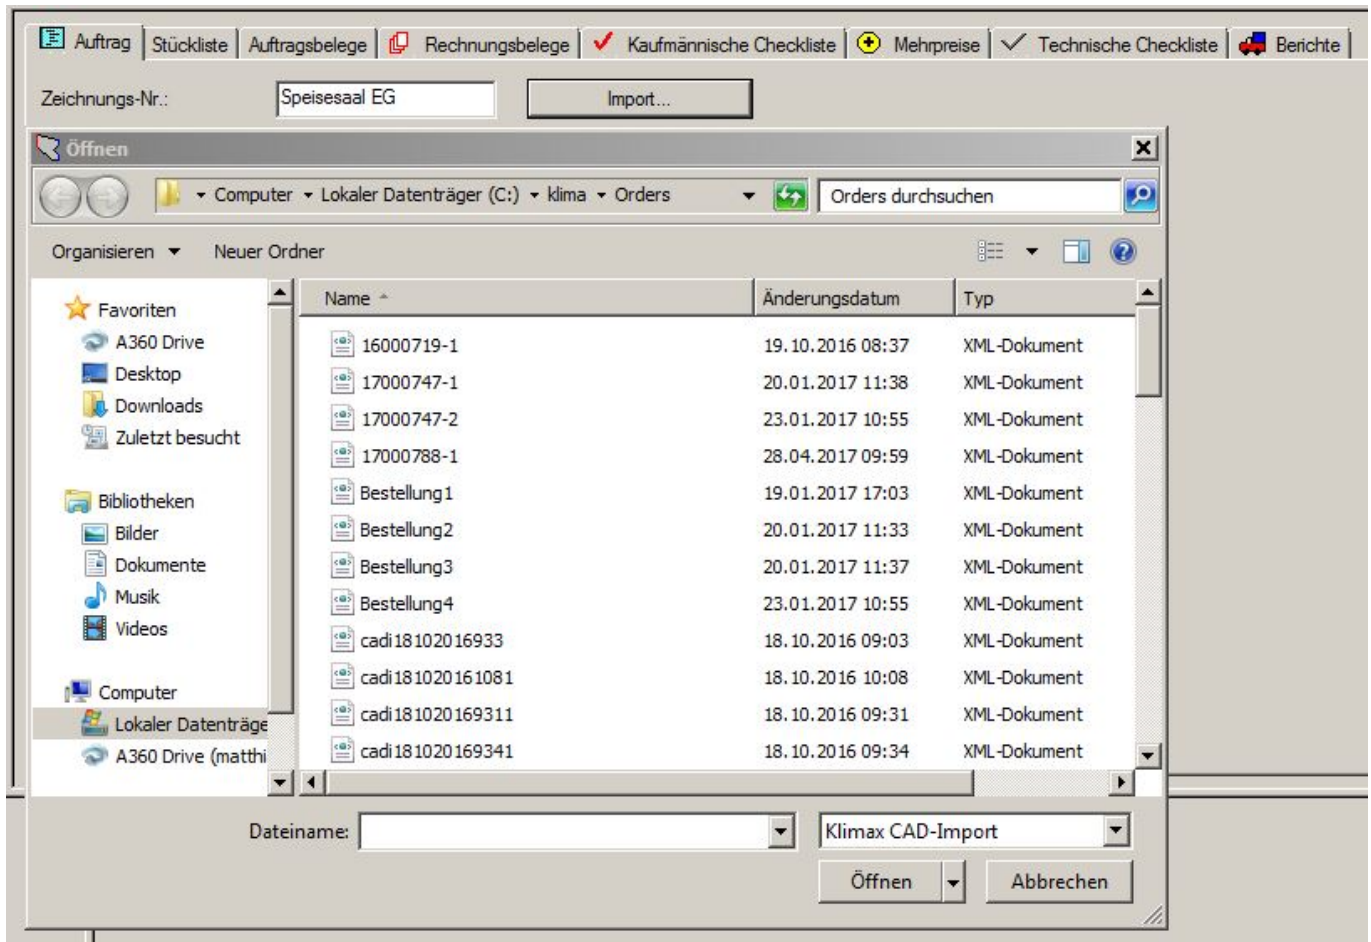 Auftrag Stückliste Auftragsbelege Rechnungsbelege Kaufmännische Checkliste Mehrpreise Technische Checkliste Berichte
Zeichnungs-Nr.: Speisesaal EG Import...
Öffnen
Computer Lokaler Datenträger (C:) klima Orders Orders durchsuchen
Organisieren Neuer Ordner
Favoriten
A360 Drive
Desktop
Downloads
Zuletzt besucht
Bibliotheken
Bilder
Dokumente
Musik
Videos
Computer
Lokaler Datenträge
A360 Drive (matthi
Name Änderungsdatum Typ
16000719-1 19.10.2016 08:37 XML-Dokument
17000747-1 20.01.2017 11:38 XML-Dokument
17000747-2 23.01.2017 10:55 XML-Dokument
17000788-1 28.04.2017 09:59 XML-Dokument
Bestellung1 19.01.2017 17:03 XML-Dokument
Bestellung2 20.01.2017 11:33 XML-Dokument
Bestellung3 20.01.2017 11:37 XML-Dokument
Bestellung4 23.01.2017 10:55 XML-Dokument
cadi18102016933 18.10.2016 09:03 XML-Dokument
cadi181020161081 18.10.2016 10:08 XML-Dokument
cadi181020169311 18.10.2016 09:31 XML-Dokument
cadi181020169341 18.10.2016 09:34 XML-Dokument
Dateiname: Klimax CAD-Import
Öffnen Abbrechen